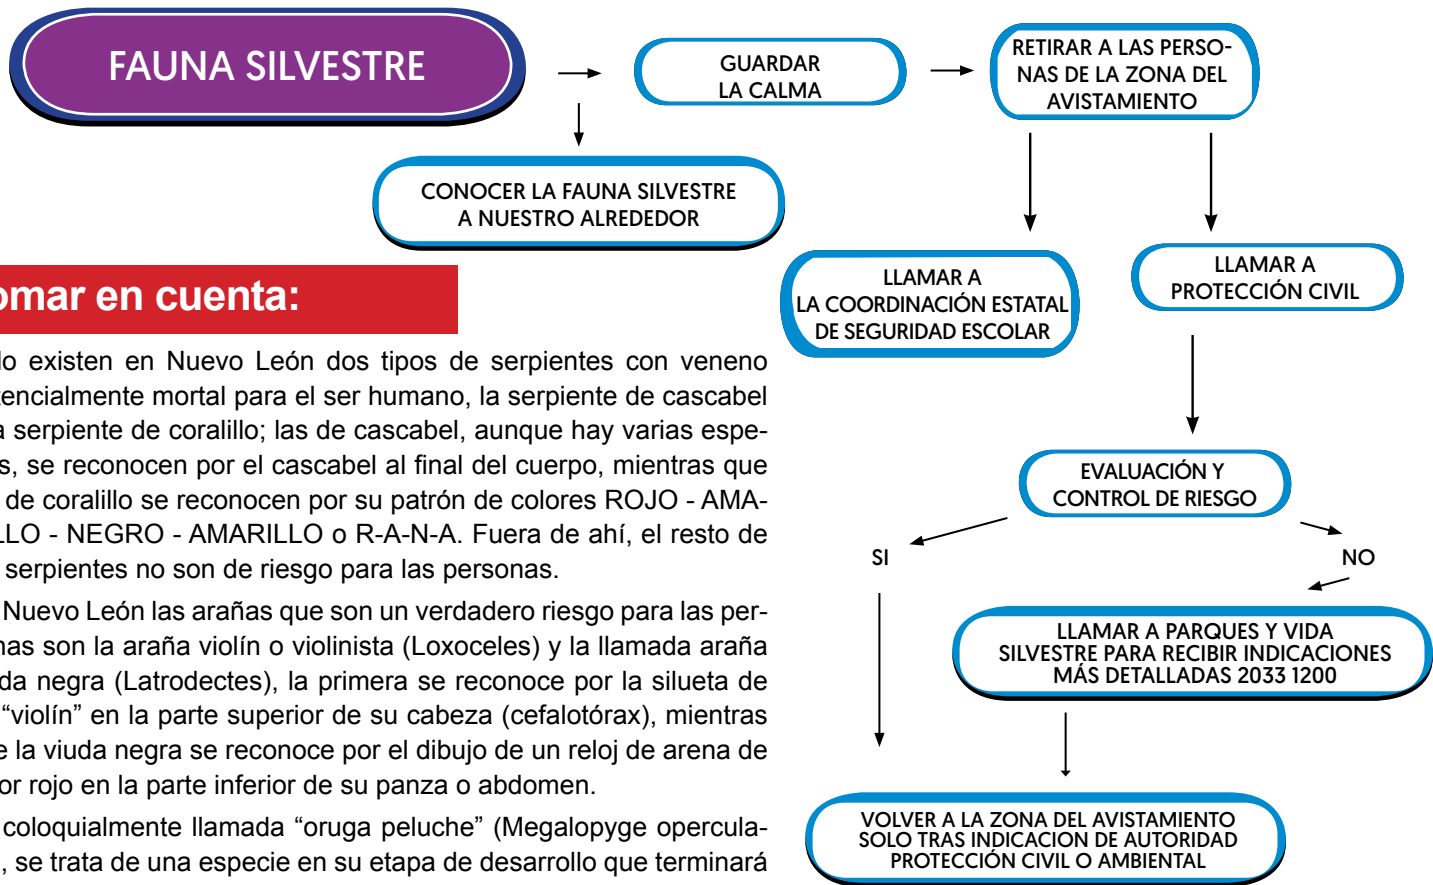 FAUNA SILVESTRE
GUARDAR
LA CALMA
RETIRAR A LAS PERSO-
NAS DE LA ZONA DEL
AVISTAMIENTO
CONOCER LA FAUNA SILVESTRE
A NUESTRO ALREDEDOR
LLAMAR A
LA COORDINACIÓN ESTATAL
DE SEGURIDAD ESCOLAR
LLAMAR A
PROTECCIÓN CIVIL
EVALUACIÓN Y
CONTROL DE RIESGO
SI
NO
LLAMAR A PARQUES Y VIDA
SILVESTRE PARA RECIBIR INDICACIONES
MÁS DETALLADAS 2033 1200
VOLVER A LA ZONA DEL AVISTAMIENTO
SOLO TRAS INDICACION DE AUTORIDAD
PROTECCIÓN CIVIL O AMBIENTAL
omar en cuenta:
lo existen en Nuevo León dos tipos de serpientes con veneno
tencialmente mortal para el ser humano, la serpiente de cascabel
a serpiente de coralillo; las de cascabel, aunque hay varias espe-
s, se reconocen por el cascabel al final del cuerpo, mientras que
de coralillo se reconocen por su patrón de colores ROJO - AMA-
LLO - NEGRO - AMARILLO o R-A-N-A. Fuera de ahí, el resto de
serpientes no son de riesgo para las personas.
Nuevo León las arañas que son un verdadero riesgo para las per-
nas son la araña violín o violinista (Loxoceles) y la llamada araña
da negra (Latrodectes), la primera se reconoce por la silueta de
"violín" en la parte superior de su cabeza (cefalotórax), mientras
e la viuda negra se reconoce por el dibujo de un reloj de arena de
or rojo en la parte inferior de su panza o abdomen.
coloquialmente llamada "oruga peluche" (Megalopyge opercula-
, se trata de una especie en su etapa de desarrollo que terminará